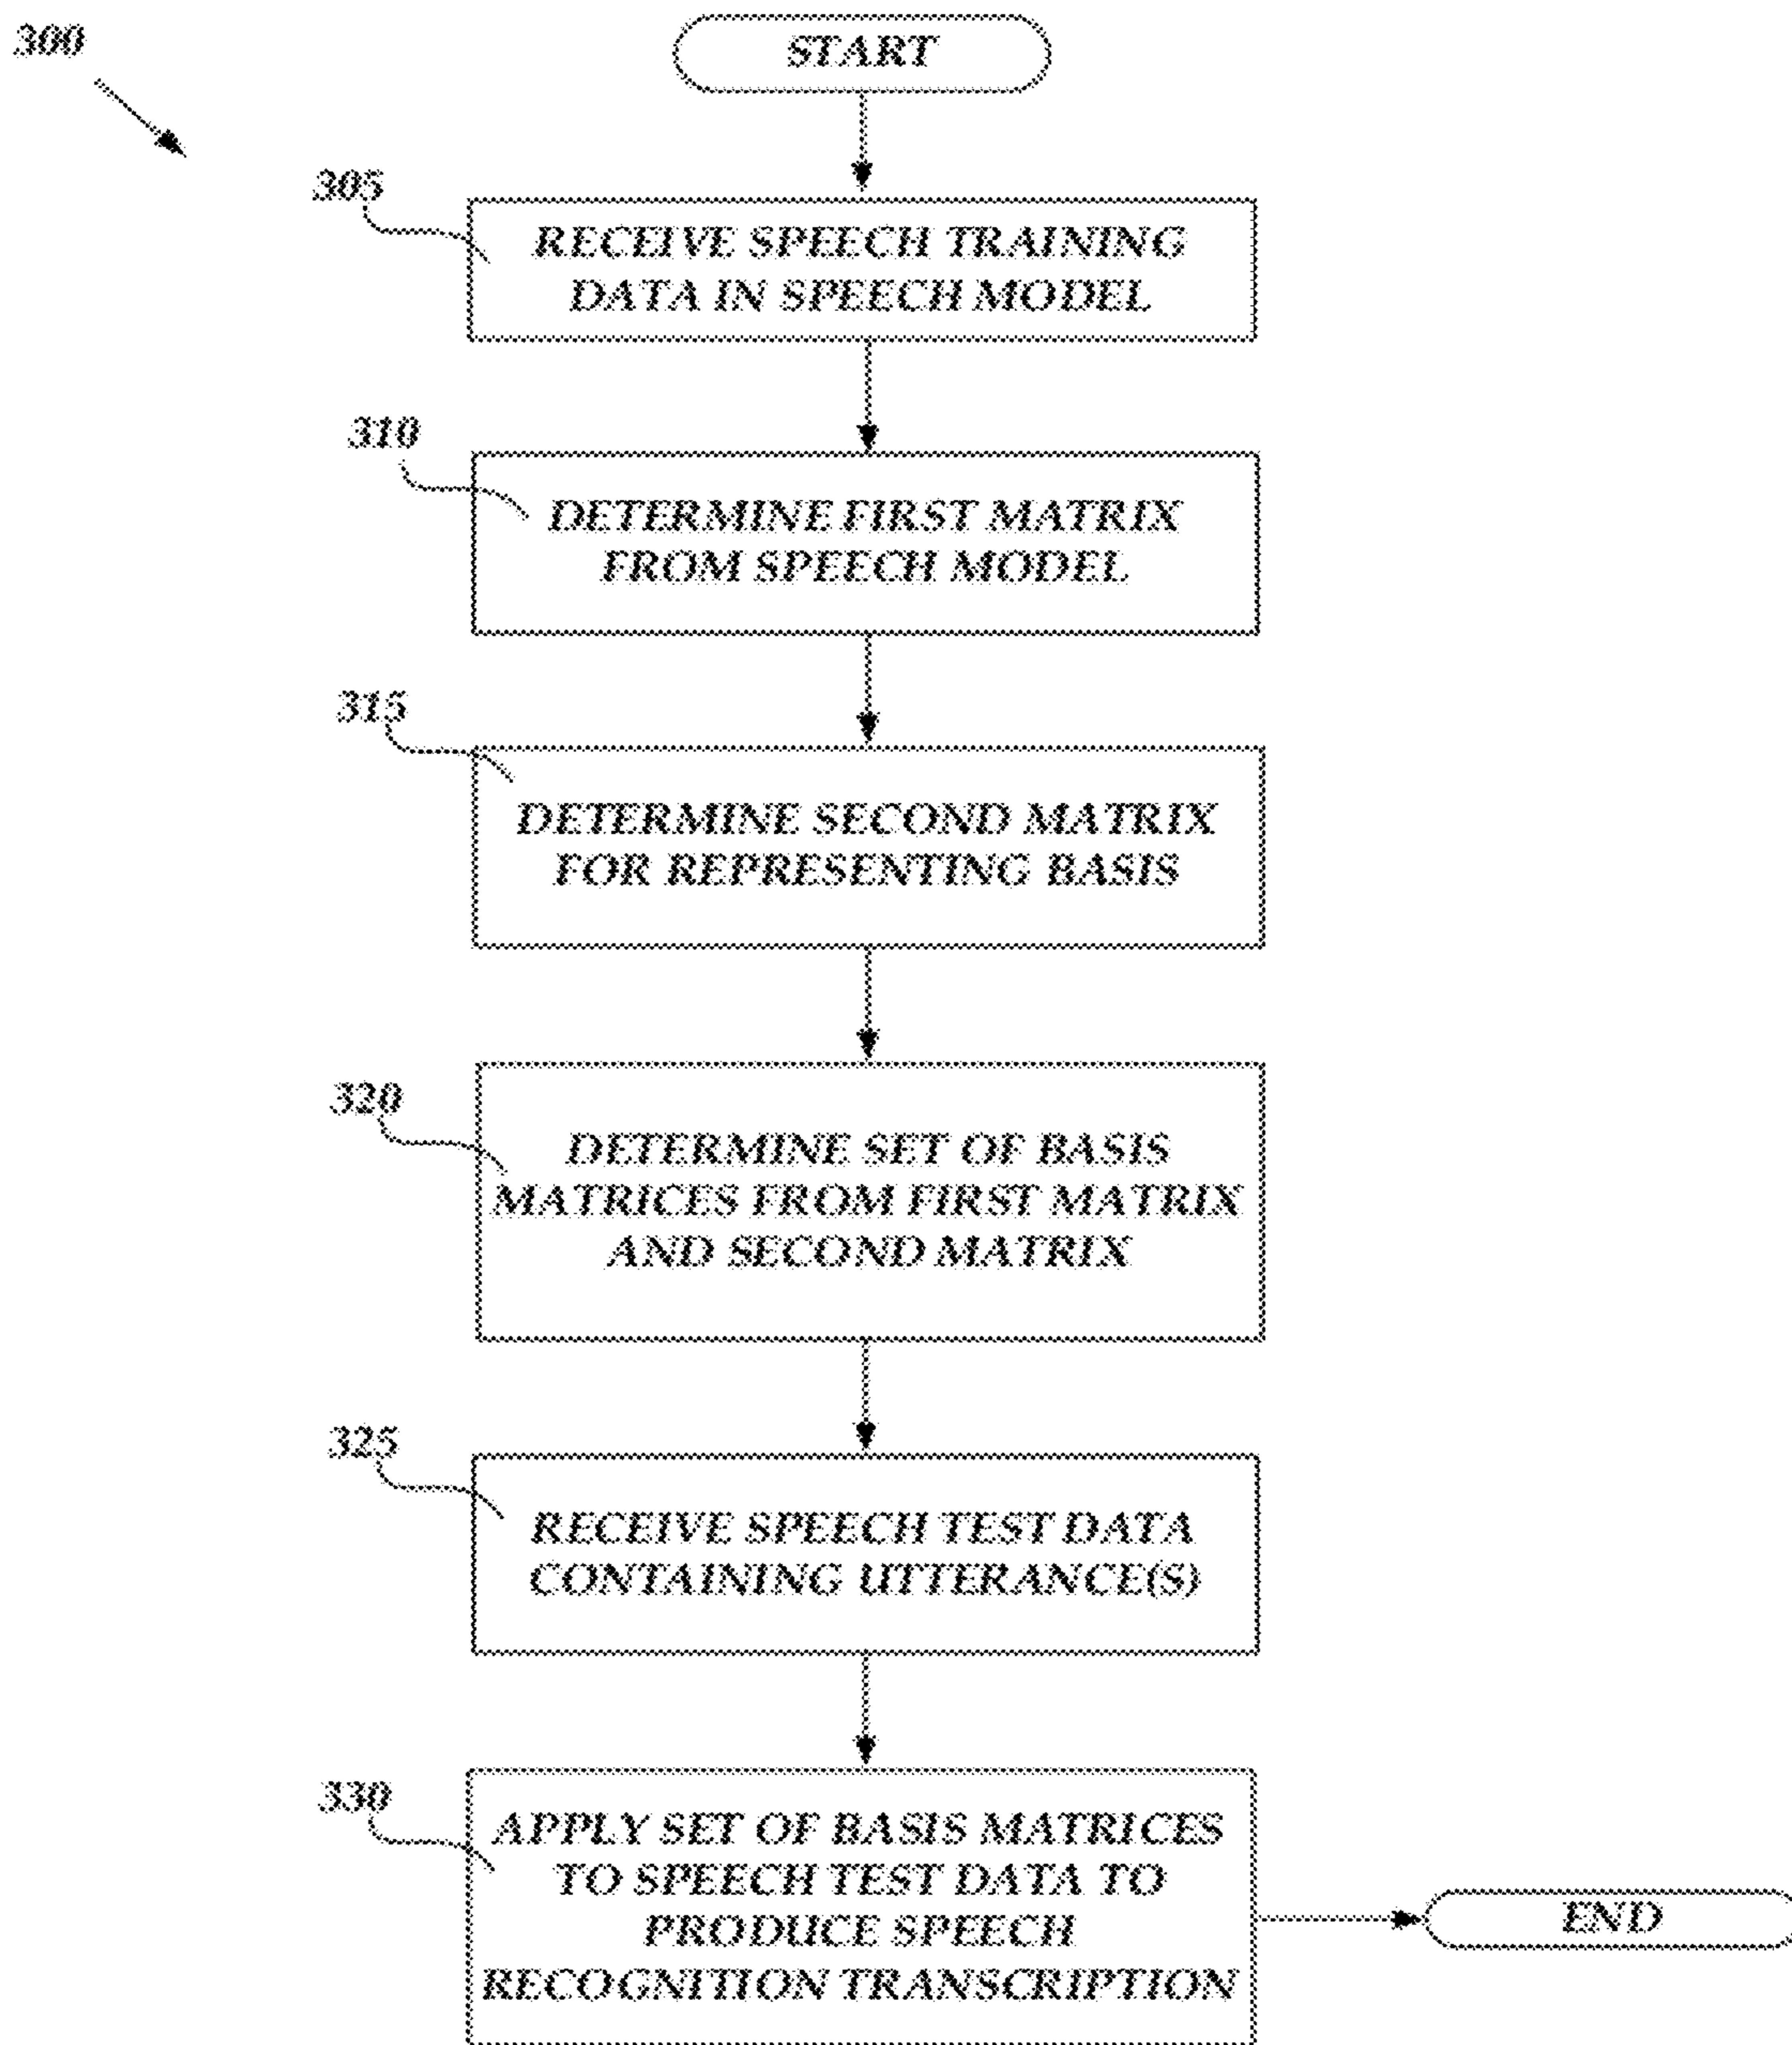 300
START
305
RECEIVE SPEECH TRAINING
DATA IN SPEECH MODEL
310
DETERMINE FIRST MATRIX
FROM SPEECH MODEL
315
DETERMINE SECOND MATRIX
FOR REPRESENTING BASIS
320
DETERMINE SET OF BASIS
MATRICES FROM FIRST MATRIX
AND SECOND MATRIX
325
RECEIVE SPEECH TEST DATA
CONTAINING UTTERANCE(S)
330
APPLY SET OF BASIS MATRICES
TO SPEECH TEST DATA TO
PRODUCE SPEECH
RECOGNITION TRANSCRIPTION
END